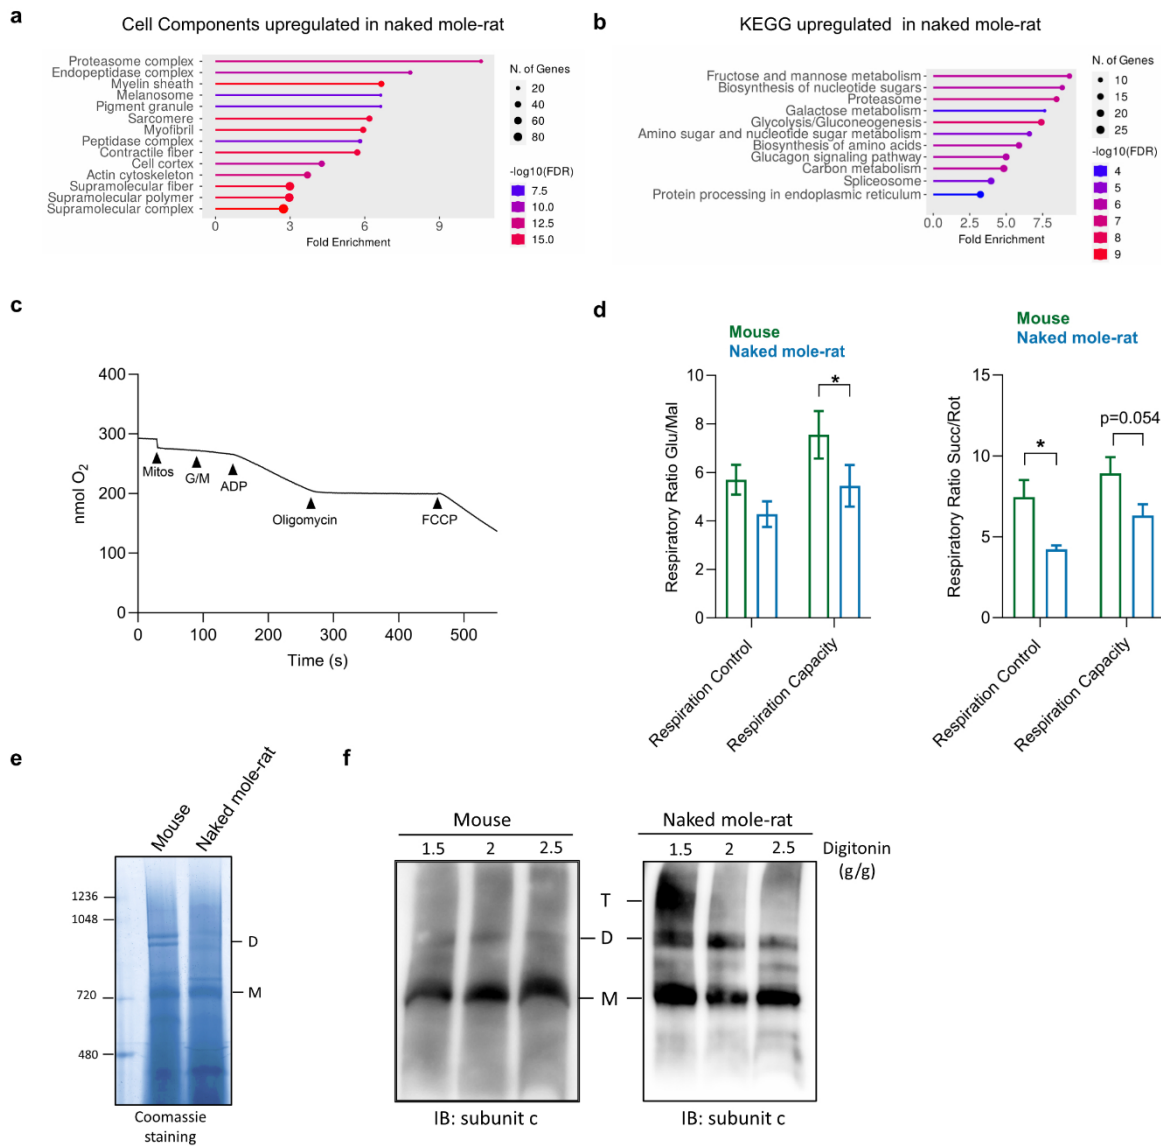 a
Cell Components upregulated in naked mole-rat
Proteasome complex
Endopeptidase complex
Myelin sheath
Melanosome
Pigment granule
Sarcomere
Myofibril
Peptidase complex
Contractile fiber
Cell cortex
Actin cytoskeleton
Supramolecular fiber
Supramolecular polymer
Supramolecular complex
0 3 6 9
Fold Enrichment
N. of Genes
20
40
60
80
-log10(FDR)
7.5
10.0
12.5
15.0
b
KEGG upregulated in naked mole-rat
Fructose and mannose metabolism
Biosynthesis of nucleotide sugars
Proteasome
Galactose metabolism
Glycolysis/Gluconeogenesis
Amino sugar and nucleotide sugar metabolism
Biosynthesis of amino acids
Glucagon signaling pathway
Carbon metabolism
Spliceosome
Protein processing in endoplasmic reticulum
0.0 2.5 5.0 7.5
Fold Enrichment
N. of Genes
10
15
20
25
-log10(FDR)
4
5
6
7
8
9
c
nmol O2
400
300
200
100
0
Mitos
G/M
ADP
Oligomycin
FCCP
0 100 200 300 400 500
Time (s)
d
Mouse
Naked mole-rat
Respiratory Ratio Glu/Mal
10
8
6
4
2
0
*
Respiration Control
Respiration Capacity
Mouse
Naked mole-rat
Respiratory Ratio Succ/Rot
15
10
5
0
*
p=0.054
Respiration Control
Respiration Capacity
e
Mouse
Naked mole-rat
1236
1048
720
480
D
M
Coomassie
staining
f
Mouse
1.5 2 2.5
IB: subunit c
T
D
M
Naked mole-rat
1.5 2 2.5
Digitonin
(g/g)
IB: subunit c